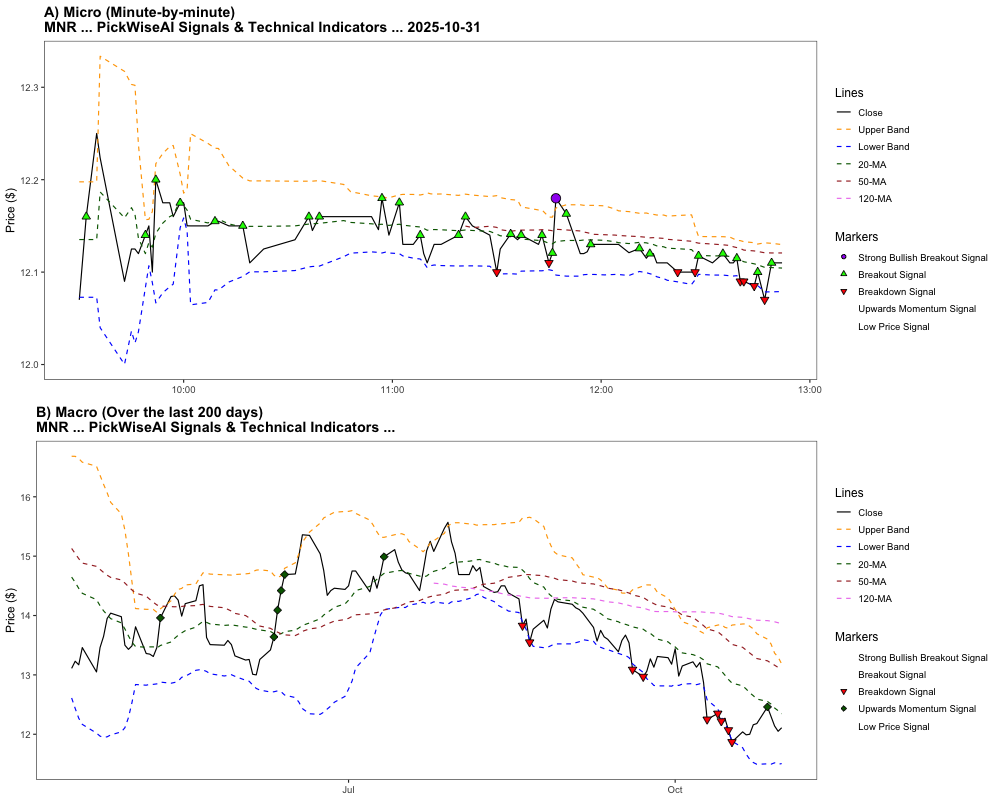 A) Micro (Minute-by-minute)
MNR ... PickWiseAI Signals & Technical Indicators ... 2025-10-31
Price ($)
12.3
12.2
12.1
12.0
10:00
11:00
12:00
13:00
Lines
Close
Upper Band
Lower Band
20-MA
50-MA
120-MA
Markers
Strong Bullish Breakout Signal
Breakout Signal
Breakdown Signal
Upwards Momentum Signal
Low Price Signal
B) Macro (Over the last 200 days)
MNR ... PickWiseAI Signals & Technical Indicators ...
Price ($)
16
15
14
13
12
Jul
Oct
Lines
Close
Upper Band
Lower Band
20-MA
50-MA
120-MA
Markers
Strong Bullish Breakout Signal
Breakout Signal
Breakdown Signal
Upwards Momentum Signal
Low Price Signal